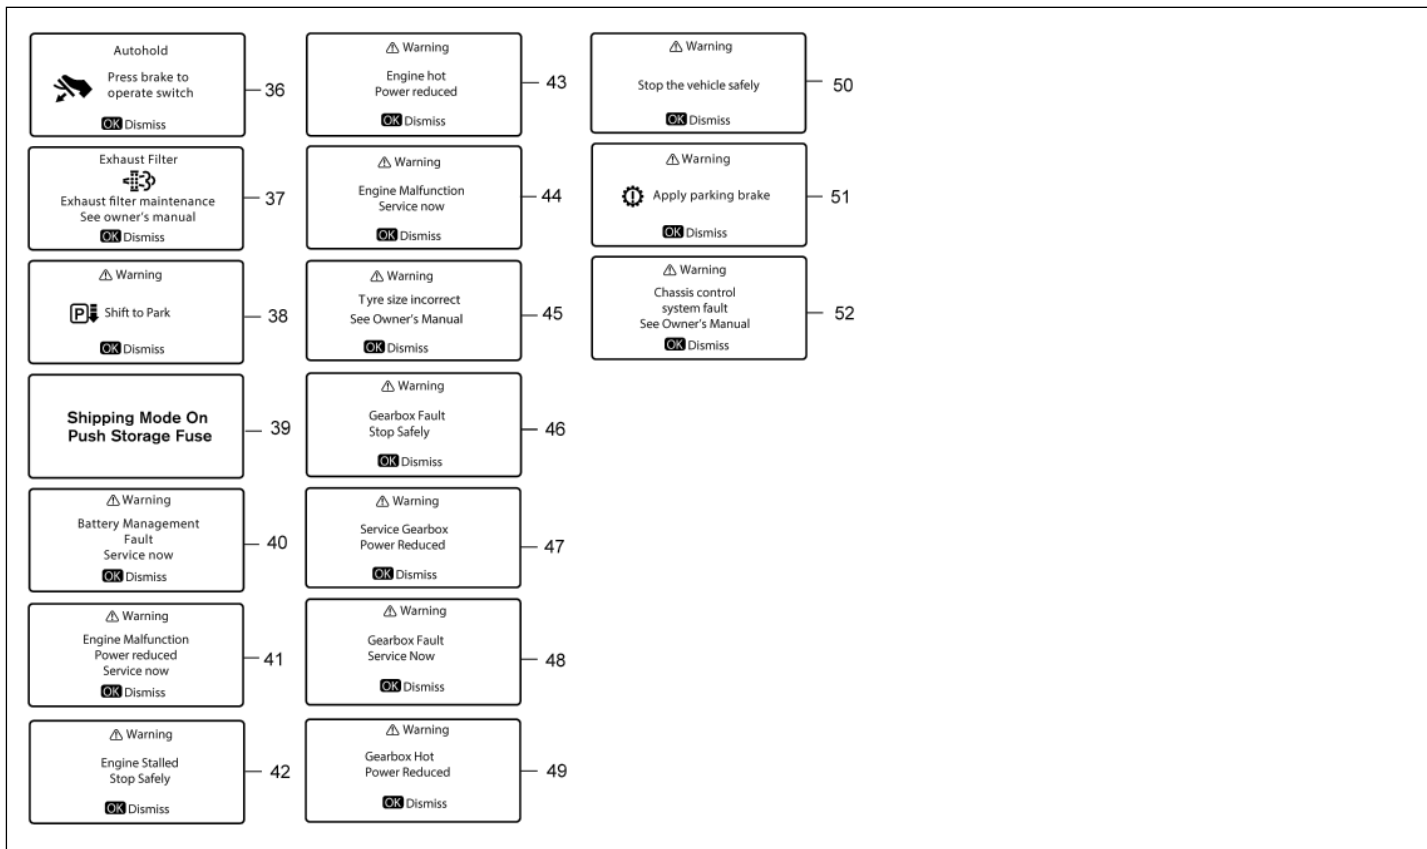 Autohold
Press brake to
operate switch
OK Dismiss
36
Exhaust Filter
Exhaust filter maintenance
See owner's manual
OK Dismiss
37
Warning
P Shift to Park
OK Dismiss
38
Shipping Mode On
Push Storage Fuse
39
Warning
Battery Management
Fault
Service now
OK Dismiss
40
Warning
Engine Malfunction
Power reduced
Service now
OK Dismiss
41
Warning
Engine Stalled
Stop Safely
OK Dismiss
42
Warning
Engine hot
Power reduced
OK Dismiss
43
Warning
Engine Malfunction
Service now
OK Dismiss
44
Warning
Tyre size incorrect
See Owner's Manual
OK Dismiss
45
Warning
Gearbox Fault
Stop Safely
OK Dismiss
46
Warning
Service Gearbox
Power Reduced
OK Dismiss
47
Warning
Gearbox Fault
Service Now
OK Dismiss
48
Warning
Gearbox Hot
Power Reduced
OK Dismiss
49
Warning
Stop the vehicle safely
OK Dismiss
50
Warning
Apply parking brake
OK Dismiss
51
Warning
Chassis control
system fault
See Owner's Manual
OK Dismiss
52